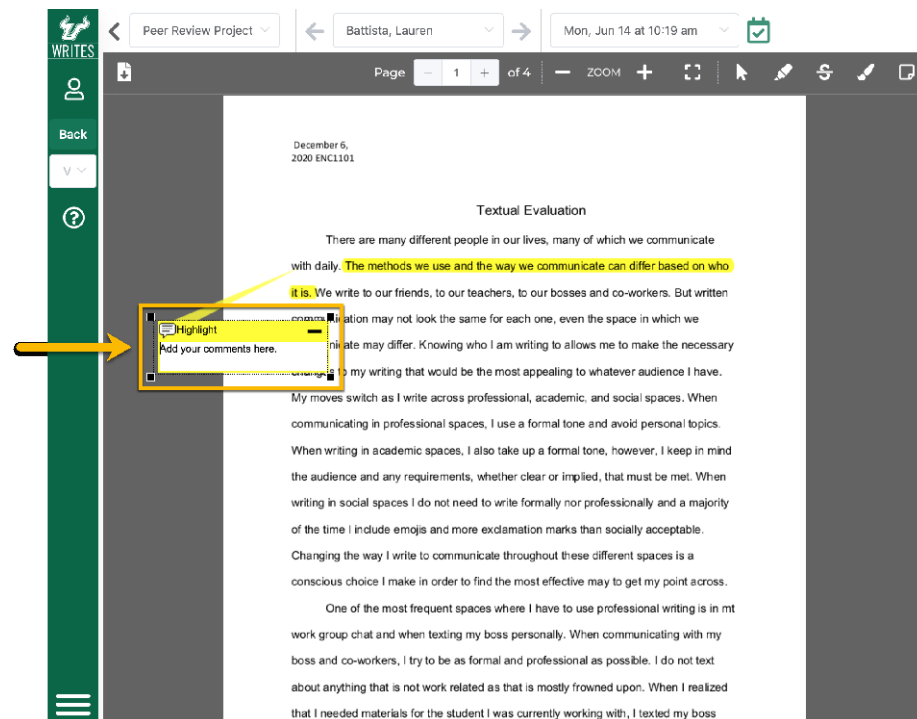 WRITES
Peer Review Project
Battista, Lauren
Mon, Jun 14 at 10:19 am
Page
1
of 4
ZOOM
Back
V
December 6,
2020 ENC1101
Textual Evaluation
There are many different people in our lives, many of which we communicate
with daily. The methods we use and the way we communicate can differ based on who
it is. We write to our friends, to our teachers, to our bosses and co-workers. But written
may not look the same for each one, even the space in which we
Highlight
Add your comments here.
may differ. Knowing who I am writing to allows me to make the necessary
to my writing that would be the most appealing to whatever audience I have.
My moves switch as I write across professional, academic, and social spaces. When
communicating in professional spaces, I use a formal tone and avoid personal topics.
When writing in academic spaces, I also take up a formal tone, however, I keep in mind
the audience and any requirements, whether clear or implied, that must be met. When
writing in social spaces I do not need to write formally nor professionally and a majority
of the time I include emojis and more exclamation marks than socially acceptable.
Changing the way I write to communicate throughout these different spaces is a
conscious choice I make in order to find the most effective may to get my point across.
One of the most frequent spaces where I have to use professional writing is in mt
work group chat and when texting my boss personally. When communicating with my
boss and co-workers, I try to be as formal and professional as possible. I do not text
about anything that is not work related as that is mostly frowned upon. When I realized
that I needed materials for the student I was currently working with, I texted my boss